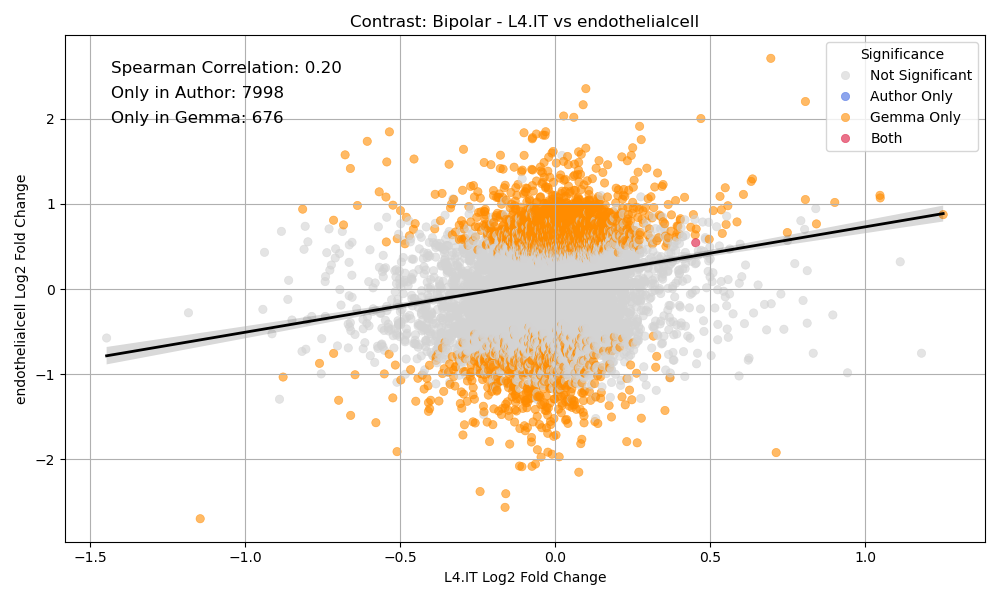 Contrast: Bipolar - L4.IT vs endothelialcell
Spearman Correlation: 0.20
Only in Author: 7998
Only in Gemma: 676
Significance
Not Significant
Author Only
Gemma Only
Both
endothelialcell Log2 Fold Change
2
1
0
−1
−2
−1.5
−1.0
−0.5
0.0
0.5
1.0
L4.IT Log2 Fold Change